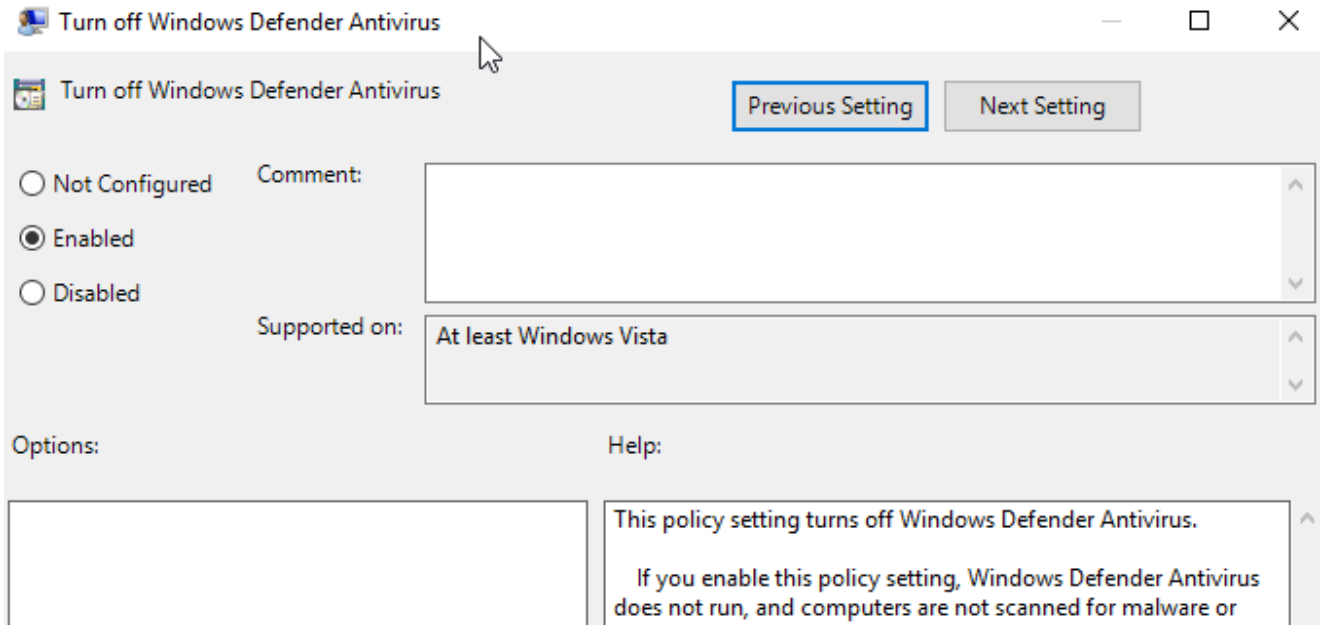 Turn off Windows Defender Antivirus
Turn off Windows Defender Antivirus
Previous Setting
Next Setting
Not Configured
Comment:
Enabled
Disabled
Supported on:
At least Windows Vista
Options:
Help:
This policy setting turns off Windows Defender Antivirus.
If you enable this policy setting, Windows Defender Antivirus
does not run, and computers are not scanned for malware or